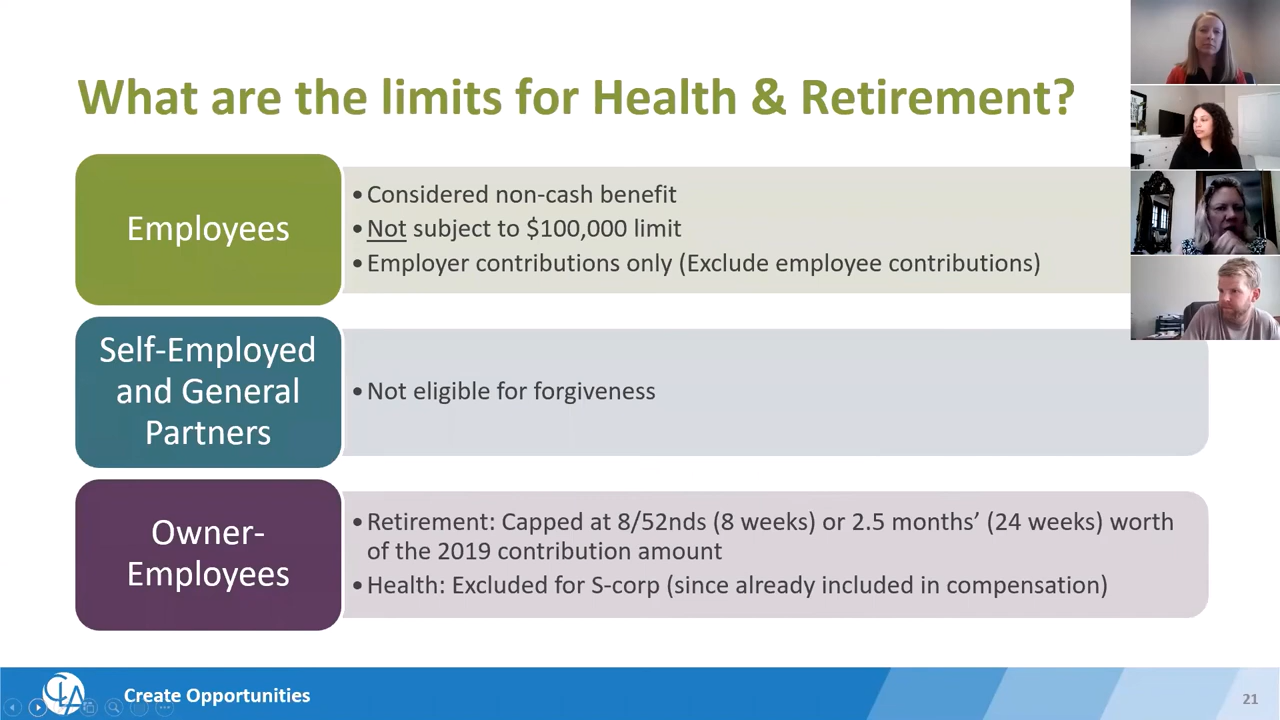 What are the limits for Health & Retirement?
Employees
•Considered non-cash benefit
•Not subject to $100,000 limit
•Employer contributions only (Exclude employee contributions)
Self-Employed
and General
Partners
•Not eligible for forgiveness
Owner-
Employees
•Retirement: Capped at 8/52nds (8 weeks) or 2.5 months’ (24 weeks) worth
of the 2019 contribution amount
•Health: Excluded for S-corp (since already included in compensation)
CLA
Create Opportunities
21